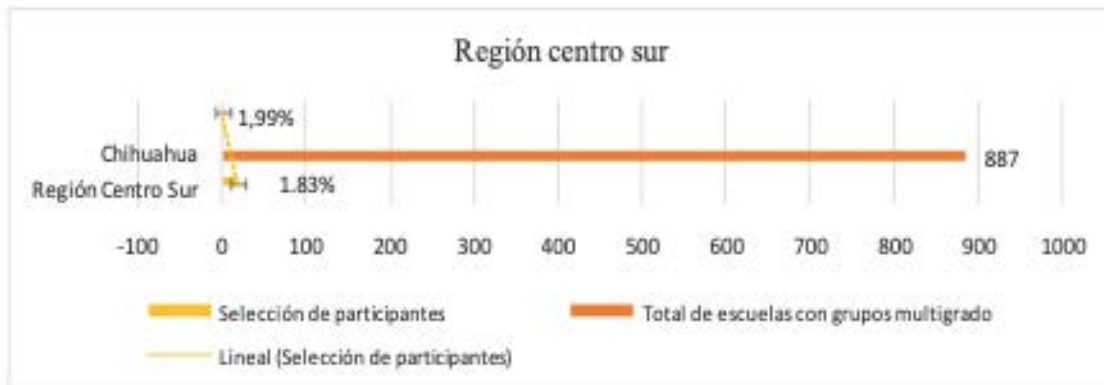 Región centro sur
1,99%
Chihuahua
887
Región Centro Sur
1.83%
-100 0 100 200 300 400 500 600 700 800 900 1000
Selección de participantes
Total de escuelas con grupos multigrado
Lineal (Selección de participantes)